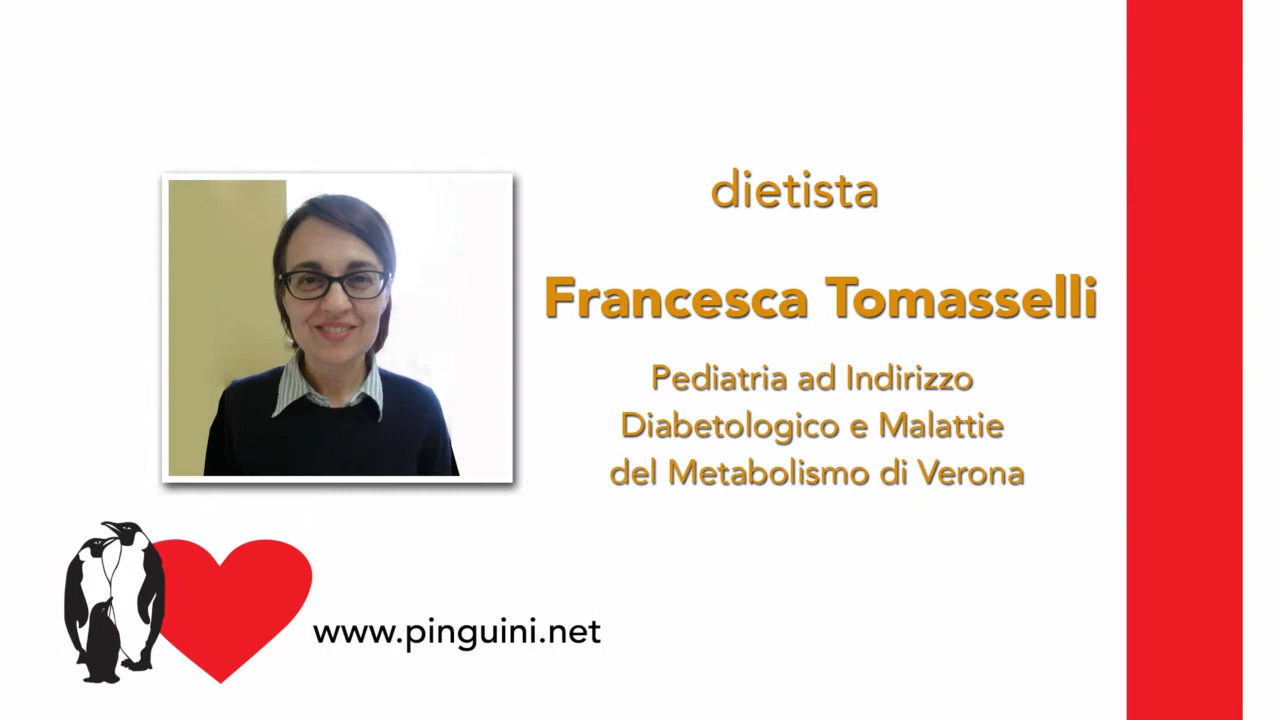 dietista
Francesca Tomasselli
Pediatria ad Indirizzo
Diabetologico e Malattie
del Metabolismo di Verona
www.pinguini.net